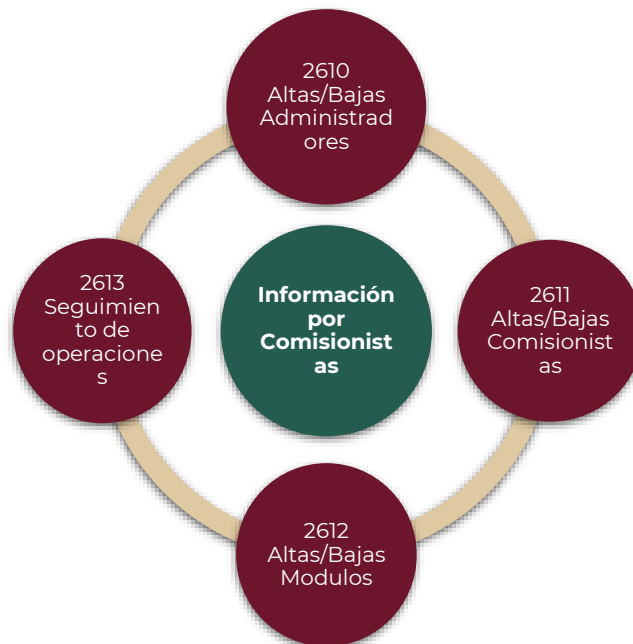 2610
Altas/Bajas
Administrad
ores
Información
por
Comisionist
as
2611
Altas/Bajas
Comisionist
as
2612
Altas/Bajas
Modulos
2613
Seguimien
to de
operacione
s